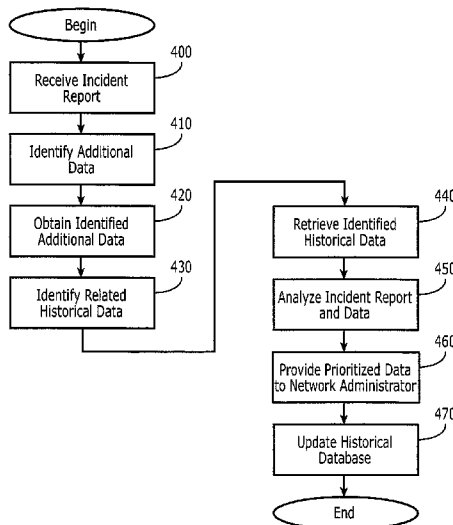 Begin
400
Receive Incident
Report
410
Identify Additional
Data
420
Obtain Identified
Additional Data
430
Identify Related
Historical Data
440
Retrieve Identified
Historical Data
450
Analyze Incident Report
and Data
460
Provide Prioritized Data
to Network Administrator
470
Update Historical
Database
End